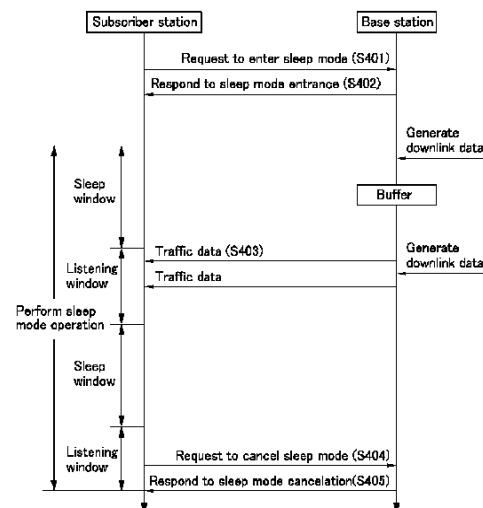 Subscriber station
Base station
Request to enter sleep mode (S401)
Respond to sleep mode entrance (S402)
Generate
downlink data
Sleep
window
Buffer
Traffic data (S403)
Generate
downlink data
Listening
window
Traffic data
Perform sleep
mode operation
Sleep
window
Listening
window
Request to cancel sleep mode (S404)
Respond to sleep mode cancelation(S405)